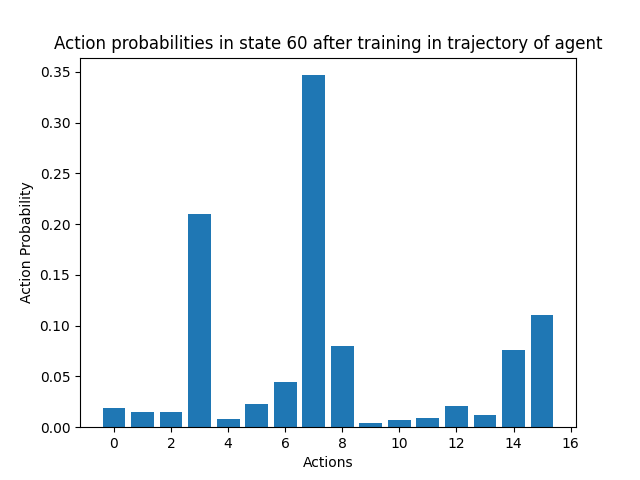 Action probabilities in state 60 after training in trajectory of agent
0.35
0.30
0.25
0.20
0.15
0.10
0.05
0.00
Action Probability
0 2 4 6 8 10 12 14 16
Actions